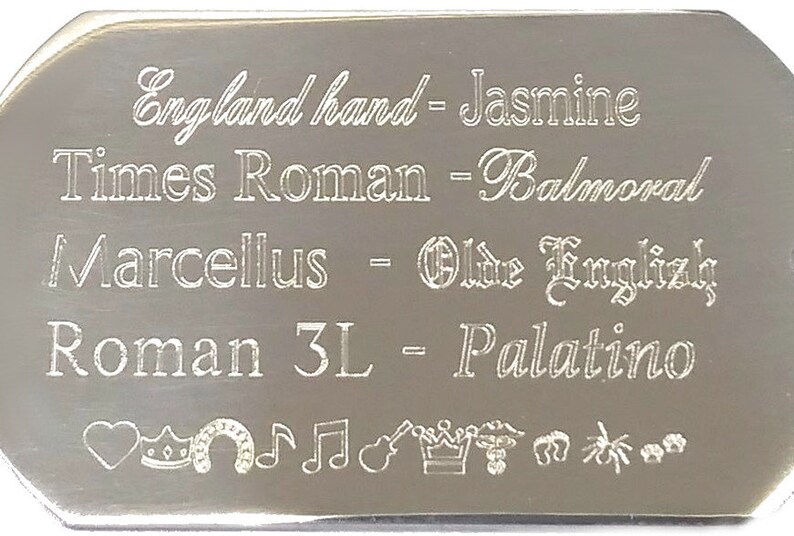 England hand - Jasmine
Times Roman - Balmoral
Marcellus - Olde English
Roman 3L - Palatino